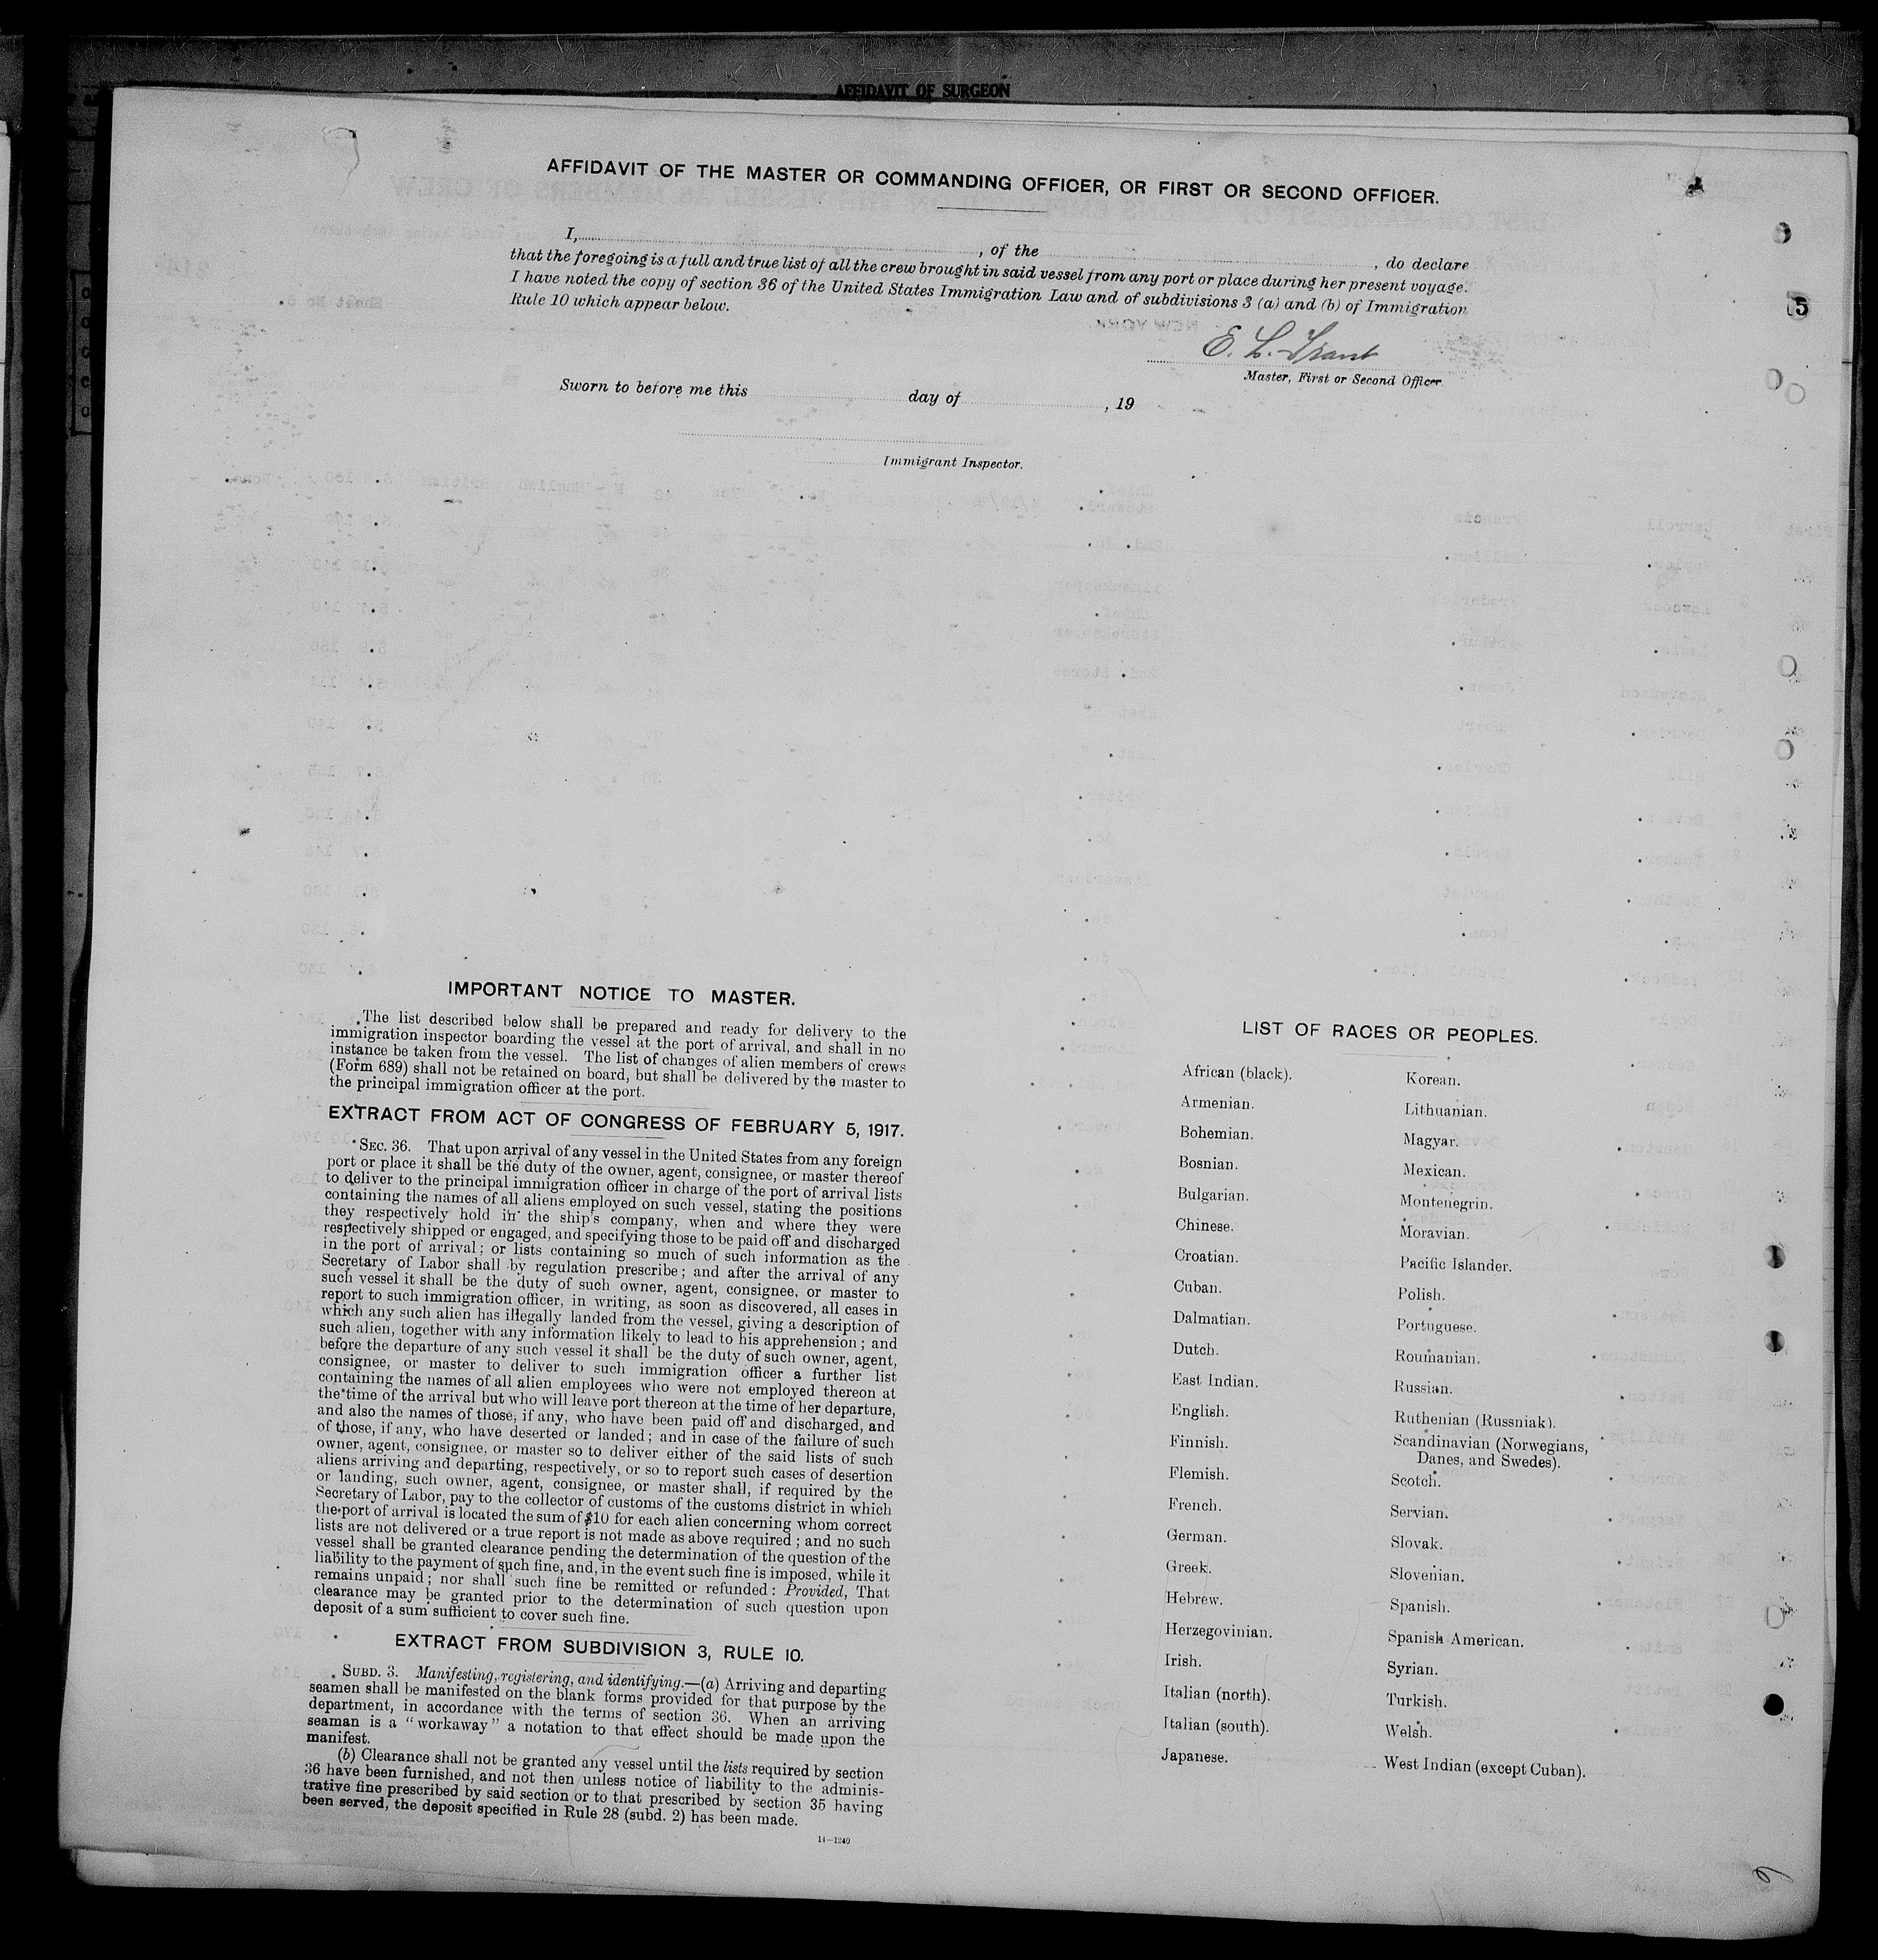 AFFIDAVIT OF SURGEON
AFFIDAVIT OF THE MASTER OR COMMANDING OFFICER, OR FIRST OR SECOND OFFICER.
I, , of the , do declare
that the foregoing is a full and true list of all the crew brought in said vessel from any port or place during her present voyage.
I have noted the copy of section 36 of the United States Immigration Law and of subdivisions 3 (a) and (b) of Immigration
Rule 10 which appear below.
5
E. L. Trant
Master, First or Second Officer.
Sworn to before me this day of , 19
Immigrant Inspector.
IMPORTANT NOTICE TO MASTER.
The list described below shall be prepared and ready for delivery to the
immigration inspector boarding the vessel at the port of arrival, and shall in no
instance be taken from the vessel. The list of changes of alien members of crews
(Form 689) shall not be retained on board, but shall be delivered by the master to
the principal immigration officer at the port.
EXTRACT FROM ACT OF CONGRESS OF FEBRUARY 5, 1917.
SEC. 36. That upon arrival of any vessel in the United States from any foreign
port or place it shall be the duty of the owner, agent, consignee, or master thereof
to deliver to the principal immigration officer in charge of the port of arrival lists
containing the names of all aliens employed on such vessel, stating the positions
they respectively hold in the ship's company, when and where they were
respectively shipped or engaged, and specifying those to be paid off and discharged
in the port of arrival; or lists containing so much of such information as the
Secretary of Labor shall by regulation prescribe; and after the arrival of any
such vessel it shall be the duty of such owner, agent, consignee, or master to
report to such immigration officer, in writing, as soon as discovered, all cases in
which any such alien has illegally landed from the vessel, giving a description of
such alien, together with any information likely to lead to his apprehension; and
before the departure of any such vessel it shall be the duty of such owner, agent,
consignee, or master to deliver to such immigration officer a further list
containing the names of all alien employees who were not employed thereon at
the time of the arrival but who will leave port thereon at the time of her departure,
and also the names of those, if any, who have been paid off and discharged, and
of those, if any, who have deserted or landed; and in case of the failure of such
owner, agent, consignee, or master so to deliver either of the said lists of such
aliens arriving and departing, respectively, or so to report such cases of desertion
or landing, such owner, agent, consignee, or master shall, if required by the
Secretary of Labor, pay to the collector of customs of the customs district in which
the port of arrival is located the sum of $10 for each alien concerning whom correct
lists are not delivered or a true report is not made as above required; and no such
vessel shall be granted clearance pending the determination of the question of the
liability to the payment of such fine, and, in the event such fine is imposed, while it
remains unpaid; nor shall such fine be remitted or refunded: Provided, That
clearance may be granted prior to the determination of such question upon
deposit of a sum sufficient to cover such fine.
EXTRACT FROM SUBDIVISION 3, RULE 10.
SUBD. 3. Manifesting, registering, and identifying.—(a) Arriving and departing
seamen shall be manifested on the blank forms provided for that purpose by the
department, in accordance with the terms of section 36. When an arriving
seaman is a "workaway" a notation to that effect should be made upon the
manifest.
(b) Clearance shall not be granted any vessel until the lists required by section
36 have been furnished, and not then unless notice of liability to the adminis-
trative fine prescribed by said section or to that prescribed by section 35 having
been served, the deposit specified in Rule 28 (subd. 2) has been made.
14—1240
LIST OF RACES OR PEOPLES.
African (black).
Armenian.
Bohemian.
Bosnian.
Bulgarian.
Chinese.
Croatian.
Cuban.
Dalmatian.
Dutch.
East Indian.
English.
Finnish.
Flemish.
French.
German.
Greek.
Hebrew.
Herzegovinian.
Irish.
Italian (north).
Italian (south).
Japanese.
Korean.
Lithuanian.
Magyar.
Mexican.
Montenegrin.
Moravian.
Pacific Islander.
Polish.
Portuguese.
Roumanian.
Russian.
Ruthenian (Russniak).
Scandinavian (Norwegians,
Danes, and Swedes).
Scotch.
Servian.
Slovak.
Slovenian.
Spanish.
Spanish American.
Syrian.
Turkish.
Welsh.
West Indian (except Cuban).